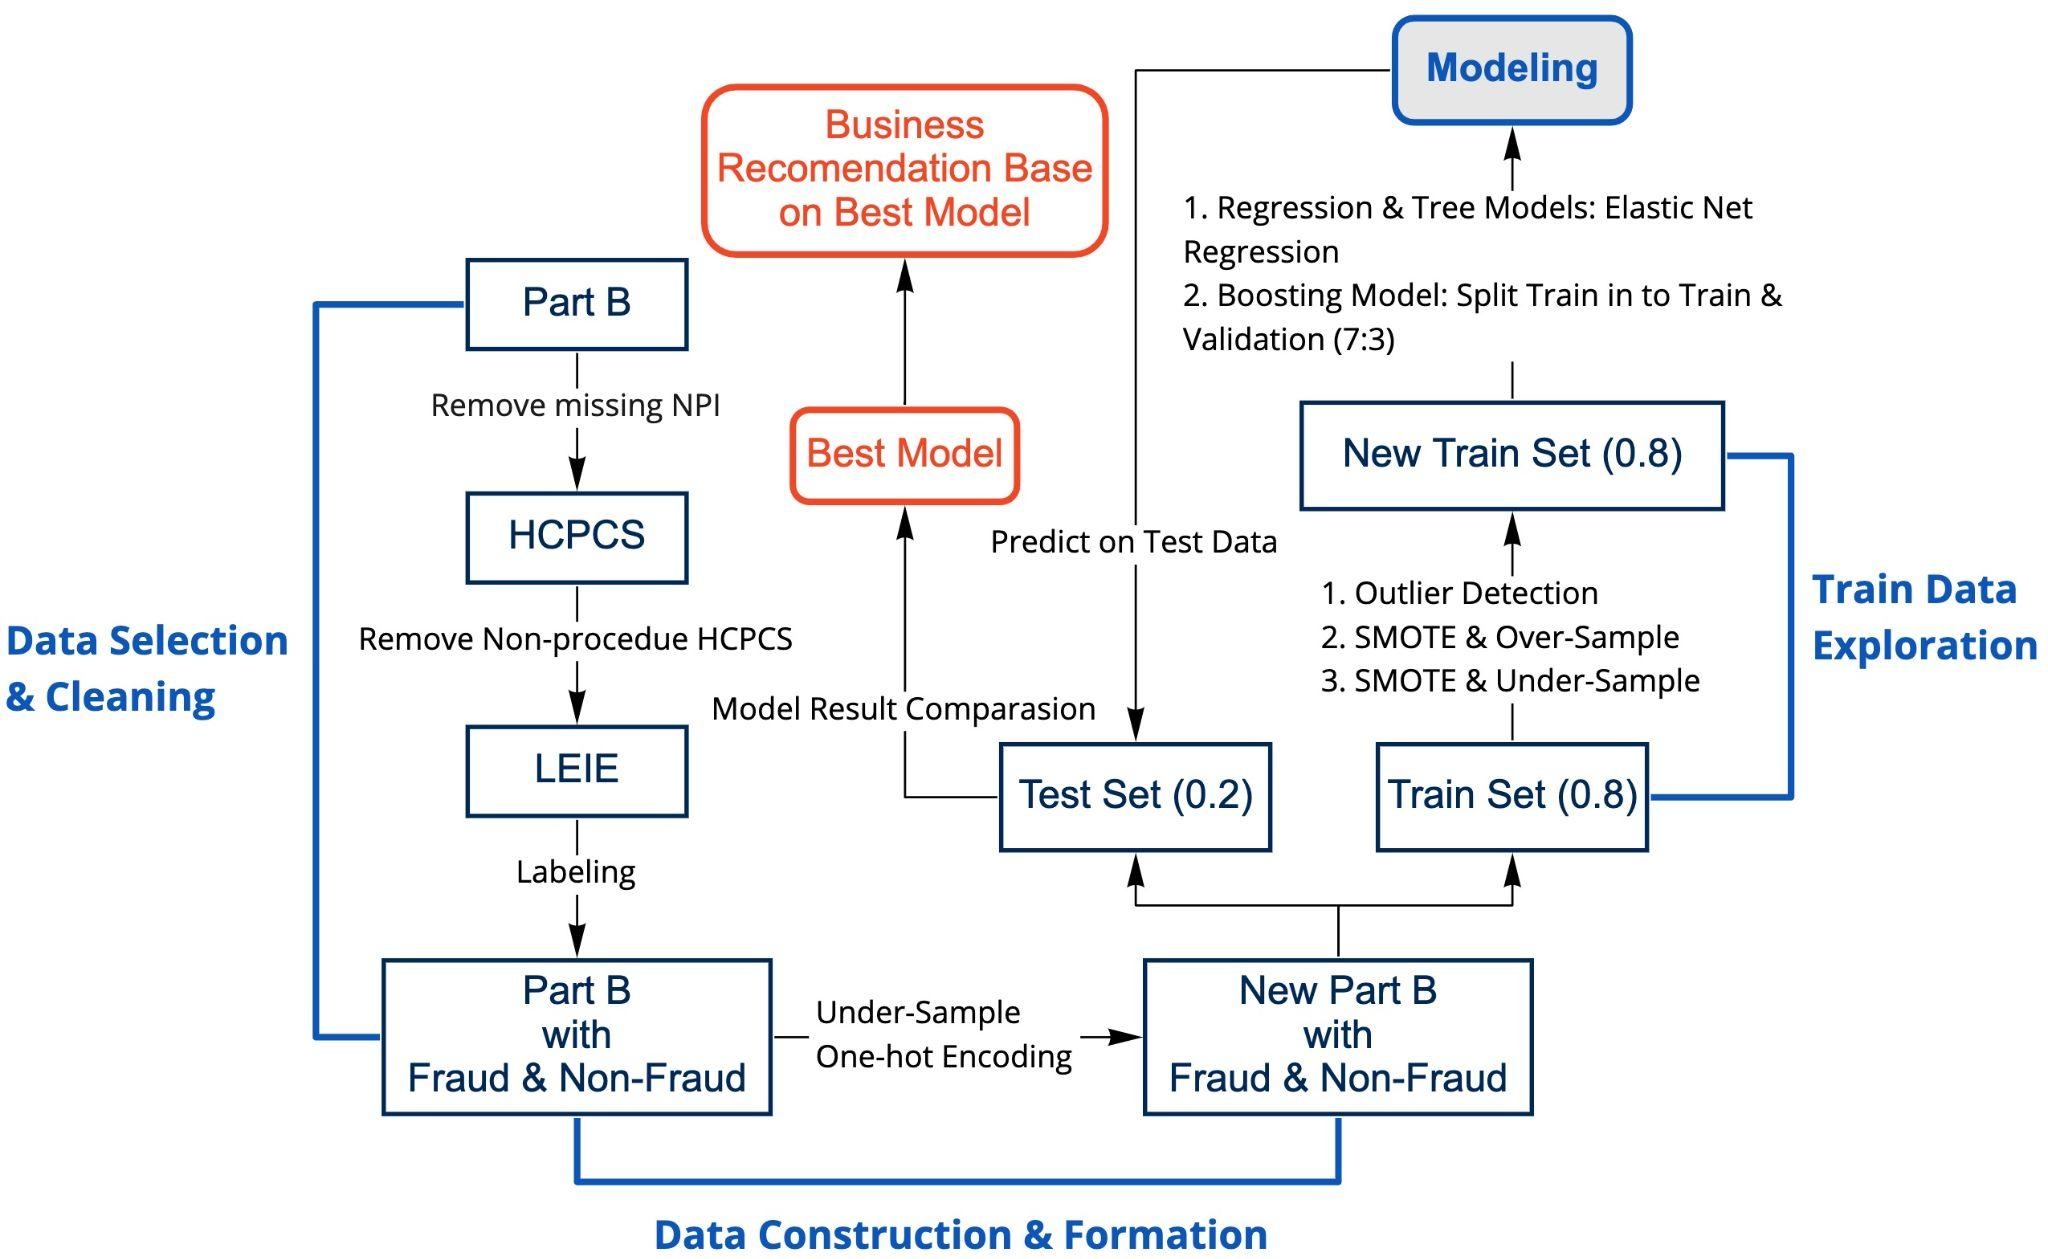 Modeling
Business
Recomendation Base
on Best Model
1. Regression & Tree Models: Elastic Net
Regression
2. Boosting Model: Split Train in to Train &
Validation (7:3)
Part B
Remove missing NPI
Best Model
New Train Set (0.8)
HCPCS
Predict on Test Data
1. Outlier Detection
2. SMOTE & Over-Sample
3. SMOTE & Under-Sample
Train Data
Exploration
Data Selection
& Cleaning
Remove Non-procedue HCPCS
Model Result Comparasion
LEIE
Test Set (0.2)
Train Set (0.8)
Labeling
Part B
with
Fraud & Non-Fraud
Under-Sample
One-hot Encoding
New Part B
with
Fraud & Non-Fraud
Data Construction & Formation